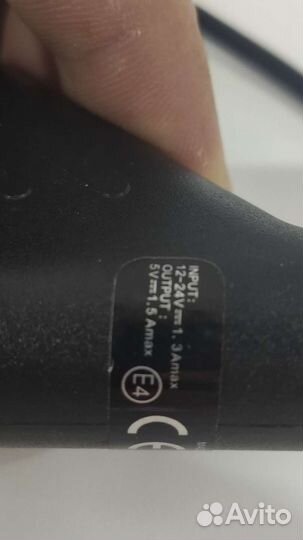 INPUT:
12-24V⎓1.3Amax
OUTPUT:
5V⎓1.5Amax
E4
CE
Avito